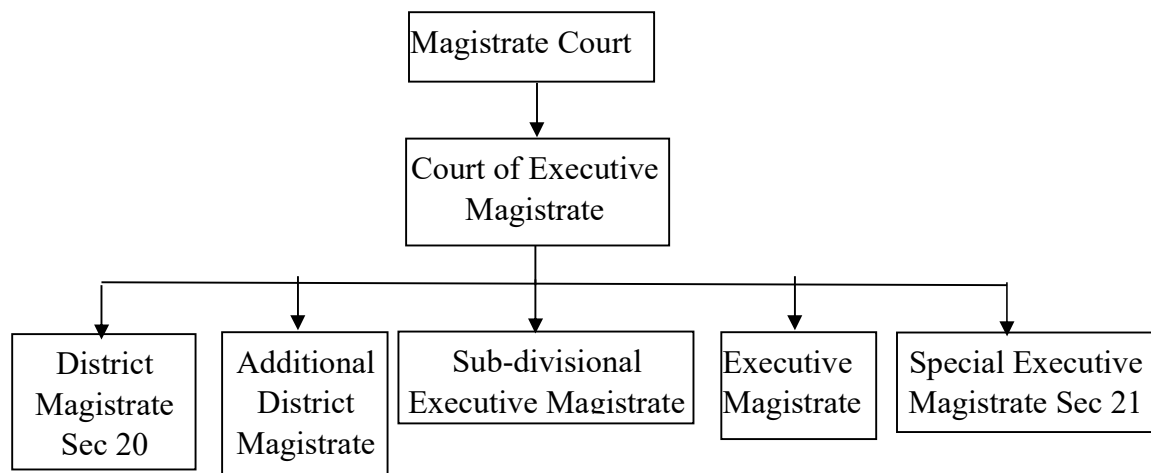 Magistrate Court
Court of Executive
Magistrate
District
Magistrate
Sec 20
Additional
District
Magistrate
Sub-divisional
Executive Magistrate
Executive
Magistrate
Special Executive
Magistrate Sec 21